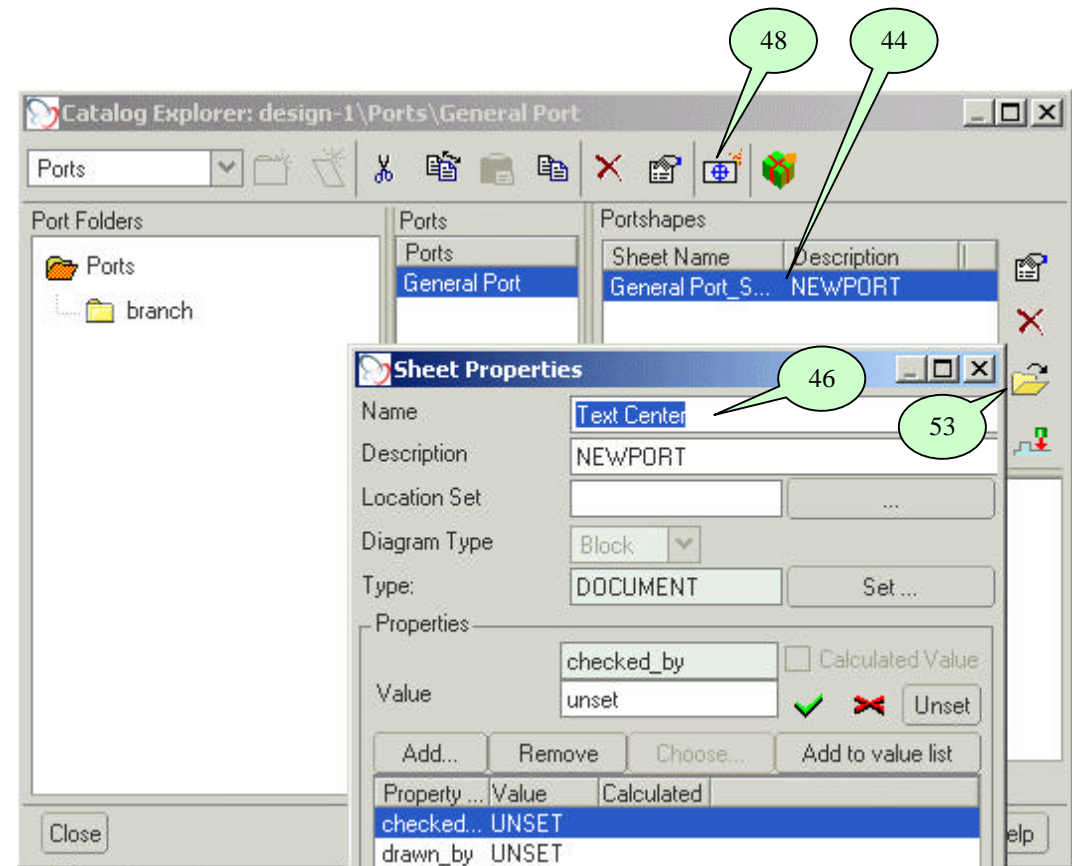 48 44
Catalog Explorer: design-1\Ports\General Port
Ports
Port Folders
Ports
branch
Ports
Ports
General Port
Portshapes
Sheet Name Description
General Port_S... NEWPORT
Sheet Properties
46
53
Name Text Center
Description NEWPORT
Location Set ...
Diagram Type Block
Type: DOCUMENT Set ...
Properties
checked_by Calculated Value
Value unset Unset
Add... Remove Choose... Add to value list
Property ... Value Calculated
checked... UNSET
drawn_by UNSET
Close elp